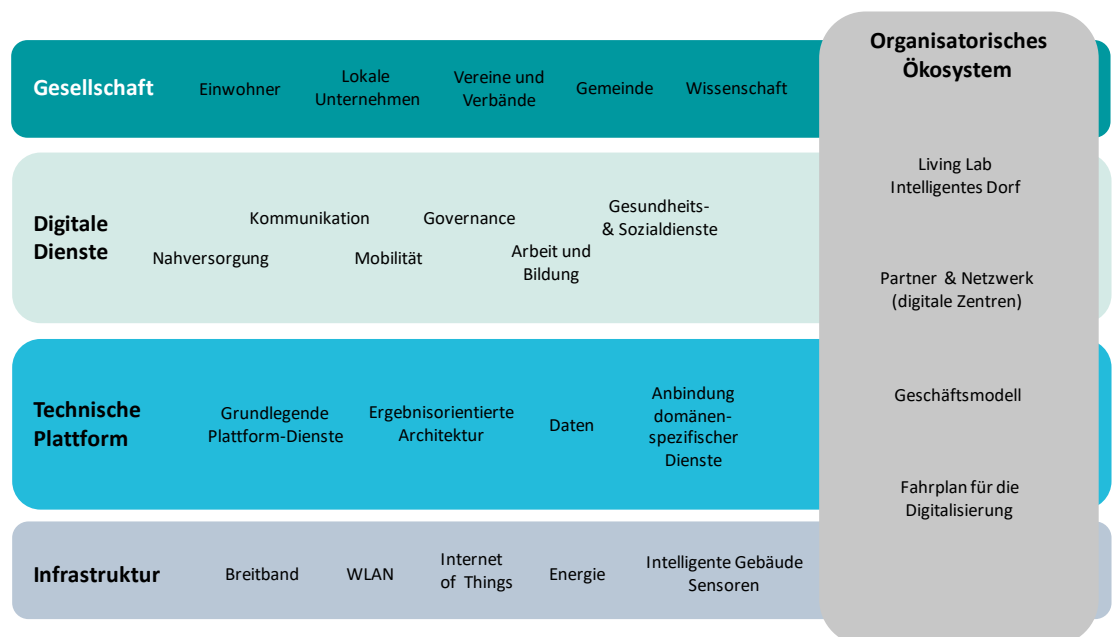 Gesellschaft
Einwohner
Lokale
Unternehmen
Vereine und
Verbände
Gemeinde
Wissenschaft
Digitale
Dienste
Kommunikation
Governance
Gesundheits-
& Sozialdienste
Nahversorgung
Mobilität
Arbeit und
Bildung
Technische
Plattform
Grundlegende
Plattform-Dienste
Ergebnisorientierte
Architektur
Daten
Anbindung
domänen-
spezifischer
Dienste
Infrastruktur
Breitband
WLAN
Internet
of Things
Energie
Intelligente Gebäude
Sensoren
Organisatorisches
Ökosystem
Living Lab
Intelligentes Dorf
Partner & Netzwerk
(digitale Zentren)
Geschäftsmodell
Fahrplan für die
Digitalisierung